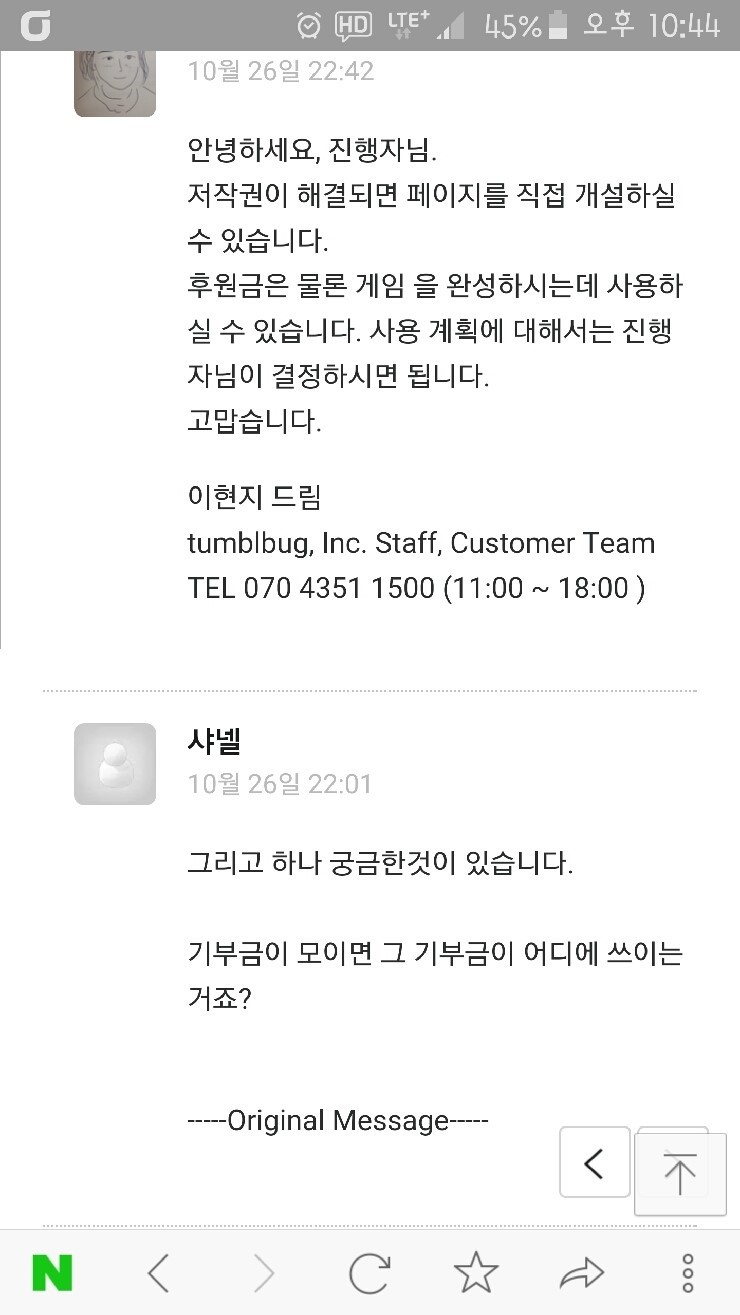 HD LTE+ 45% 오후 10:44
10월 26일 22:42
안녕하세요, 진행자님.
저작권이 해결되면 페이지를 직접 개설하실
수 있습니다.
후원금은 물론 게임 을 완성하시는데 사용하
실 수 있습니다. 사용 계획에 대해서는 진행
자님이 결정하시면 됩니다.
고맙습니다.
이현지 드림
tumblbug, Inc. Staff, Customer Team
TEL 070 4351 1500 (11:00 ~ 18:00 )
샤넬
10월 26일 22:01
그리고 하나 궁금한것이 있습니다.
기부금이 모이면 그 기부금이 어디에 쓰이는
거죠?
-----Original Message-----
N